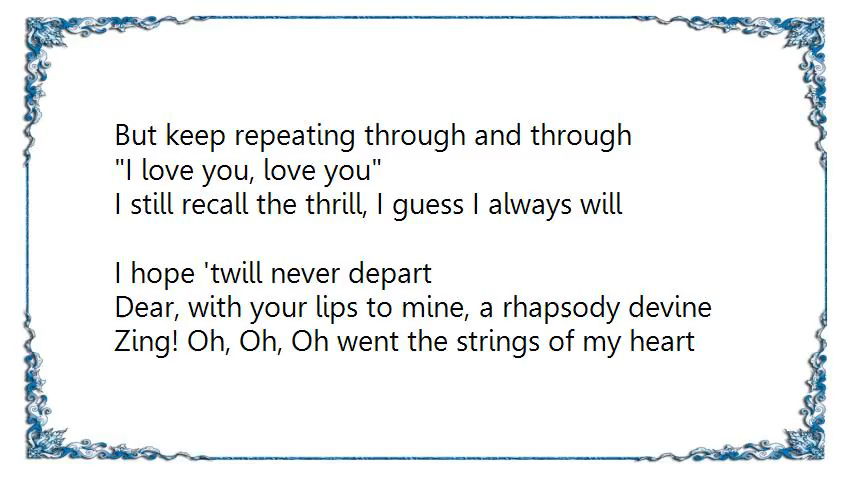 But keep repeating through and through
"I love you, love you"
I still recall the thrill, I guess I always will
I hope 'twill never depart
Dear, with your lips to mine, a rhapsody devine
Zing! Oh, Oh, Oh went the strings of my heart